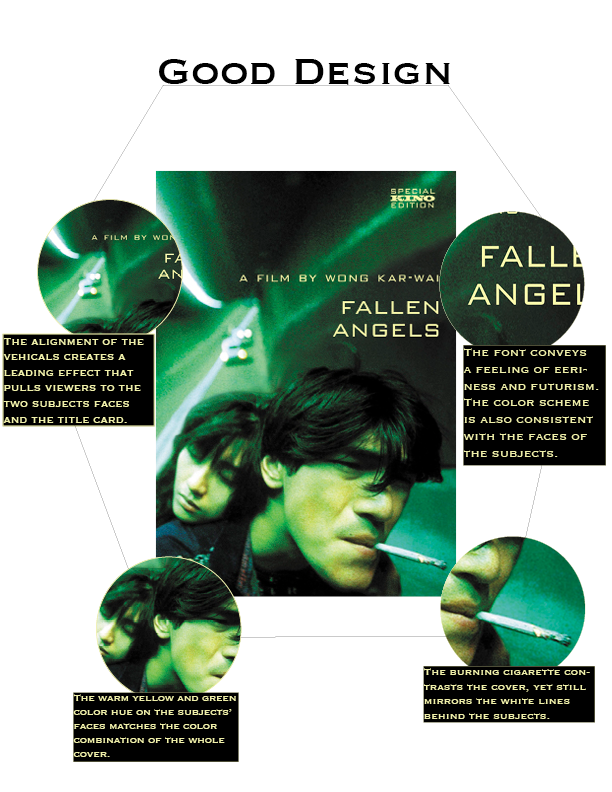 Good Design
SPECIAL
KINO
EDITION
A FILM BY WONG KAR-WAI
FALLEN
ANGELS
A FILM BY WON
FA
AN
FALLE
ANGEL
The alignment of the
vehicals creates a
leading effect that
pulls viewers to the
two subjects faces
and the title card.
The font conveys
a feeling of eeri-
ness and futurism.
The color scheme
is also consistent
with the faces of
the subjects.
The warm yellow and green
color hue on the subjects'
faces matches the color
combination of the whole
cover.
The burning cigarette con-
trasts the cover, yet still
mirrors the white lines
behind the subjects.